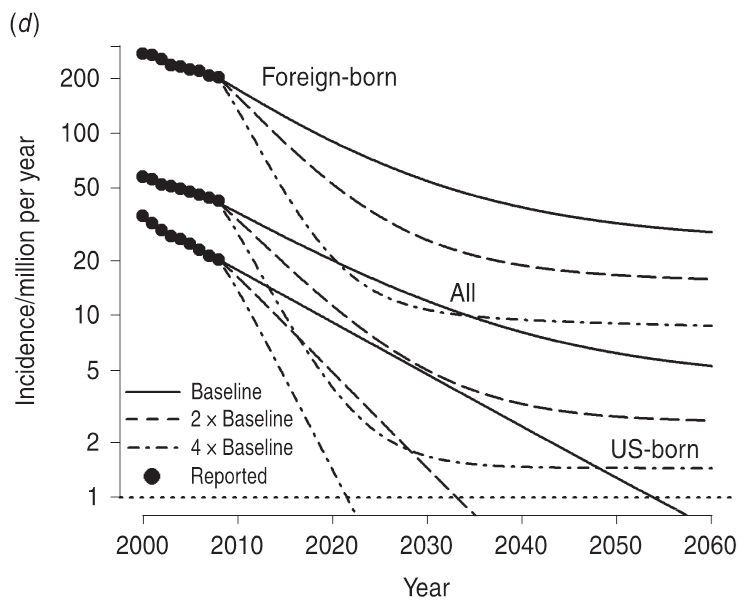 (d)
Incidence/million per year
200
100
50
20
10
5
2
1
Foreign-born
All
US-born
Baseline
2 × Baseline
4 × Baseline
Reported
2000 2010 2020 2030 2040 2050 2060
Year